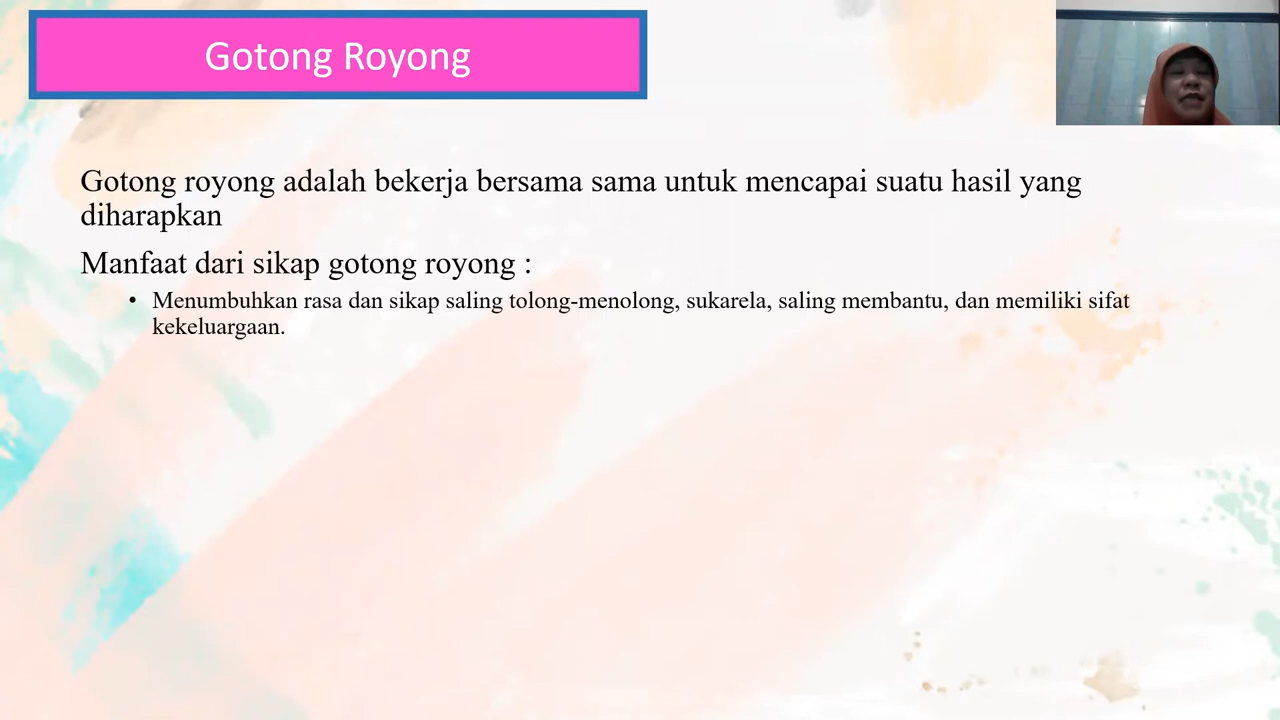 Gotong Royong
Gotong royong adalah bekerja bersama sama untuk mencapai suatu hasil yang
diharapkan
Manfaat dari sikap gotong royong :
• Menumbuhkan rasa dan sikap saling tolong-menolong, sukarela, saling membantu, dan memiliki sifat
kekeluargaan.